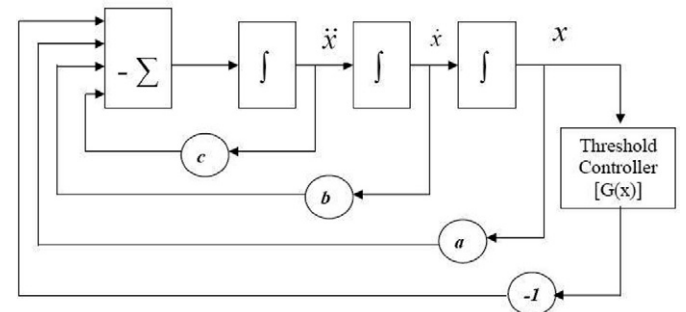 - ∑
∫
ẍ
∫
ẋ
∫
x
Threshold
Controller
[G(x)]
c
b
a
-1